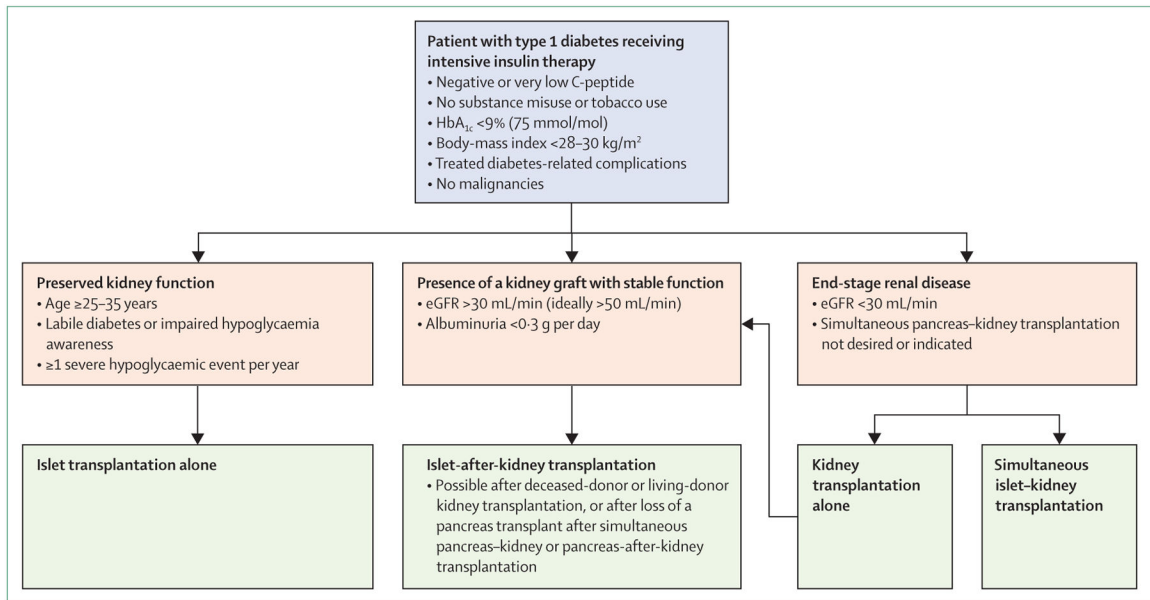 Patient with type 1 diabetes receiving
intensive insulin therapy
• Negative or very low C-peptide
• No substance misuse or tobacco use
• HbA1c <9% (75 mmol/mol)
• Body-mass index <28–30 kg/m²
• Treated diabetes-related complications
• No malignancies
Preserved kidney function
• Age ≥25–35 years
• Labile diabetes or impaired hypoglycaemia
awareness
• ≥1 severe hypoglycaemic event per year
Presence of a kidney graft with stable function
• eGFR >30 mL/min (ideally >50 mL/min)
• Albuminuria <0·3 g per day
End-stage renal disease
• eGFR <30 mL/min
• Simultaneous pancreas–kidney transplantation
not desired or indicated
Islet transplantation alone
Islet-after-kidney transplantation
• Possible after deceased-donor or living-donor
kidney transplantation, or after loss of a
pancreas transplant after simultaneous
pancreas–kidney or pancreas-after-kidney
transplantation
Kidney
transplantation
alone
Simultaneous
islet–kidney
transplantation